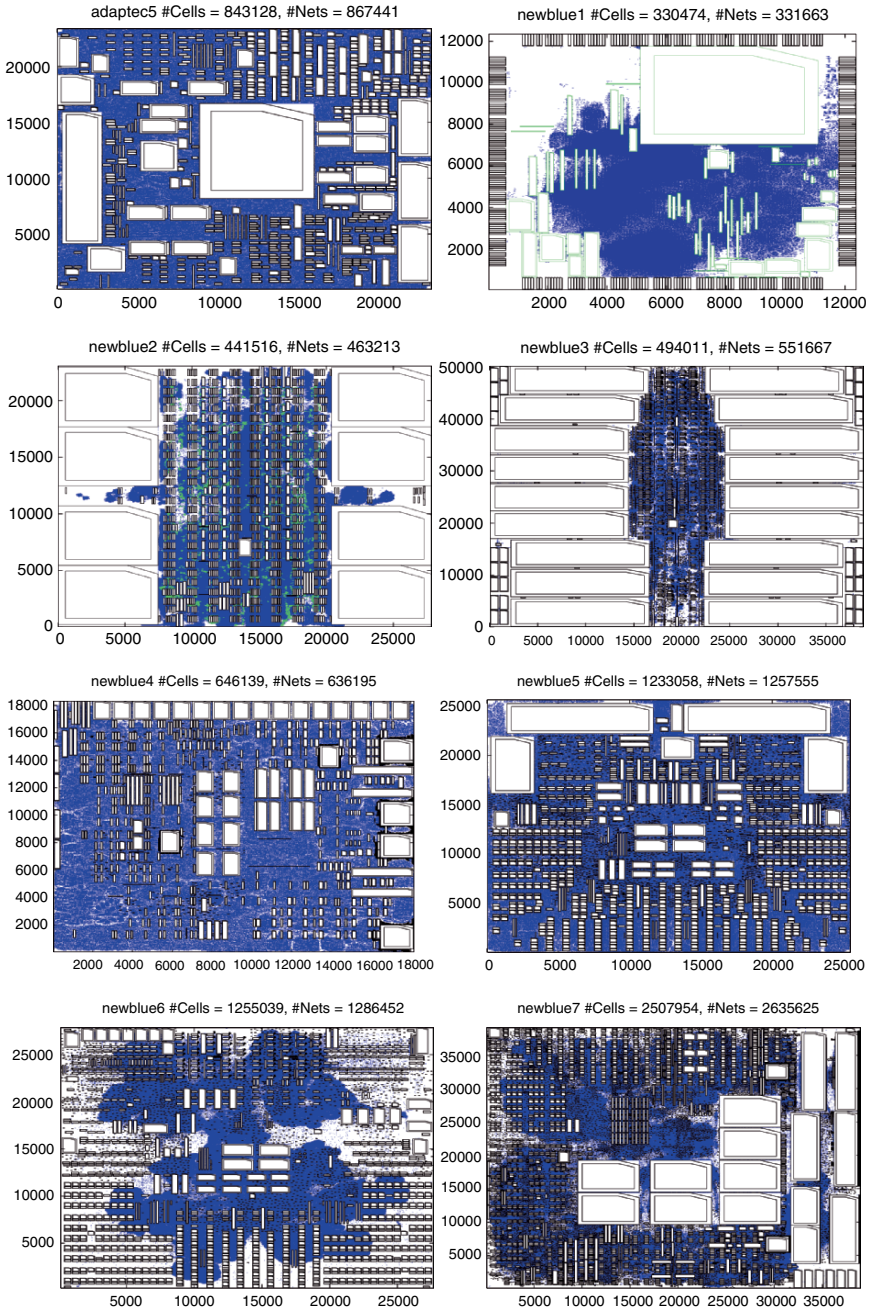 adaptec5 #Cells = 843128, #Nets = 867441
20000
15000
10000
5000
0 5000 10000 15000 20000
newblue1 #Cells = 330474, #Nets = 331663
12000
10000
8000
6000
4000
2000
2000 4000 6000 8000 10000 12000
newblue2 #Cells = 441516, #Nets = 463213
20000
15000
10000
5000
0
0 5000 10000 15000 20000 25000
newblue3 #Cells = 494011, #Nets = 551667
50000
40000
30000
20000
10000
0
0 5000 10000 15000 20000 25000 30000 35000
newblue4 #Cells = 646139, #Nets = 636195
18000
16000
14000
12000
10000
8000
6000
4000
2000
2000 4000 6000 8000 10000 12000 14000 16000 18000
newblue5 #Cells = 1233058, #Nets = 1257555
25000
20000
15000
10000
5000
0 5000 10000 15000 20000 25000
newblue6 #Cells = 1255039, #Nets = 1286452
25000
20000
15000
10000
5000
5000 10000 15000 20000 25000
newblue7 #Cells = 2507954, #Nets = 2635625
35000
30000
25000
20000
15000
10000
5000
5000 10000 15000 20000 25000 30000 35000